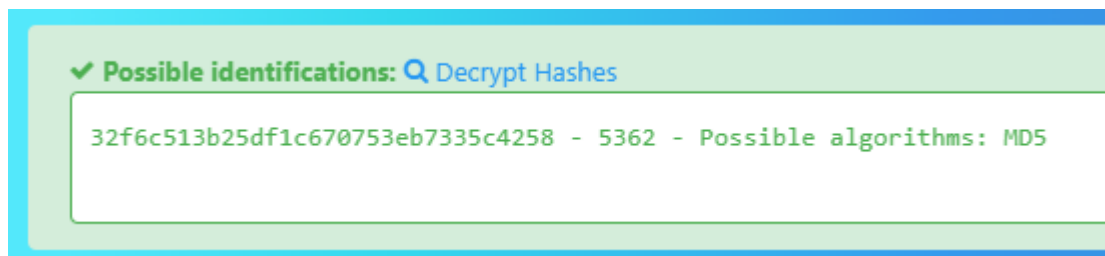 Possible identifications: Decrypt Hashes
32f6c513b25df1c670753eb7335c4258 - 5362 - Possible algorithms: MD5